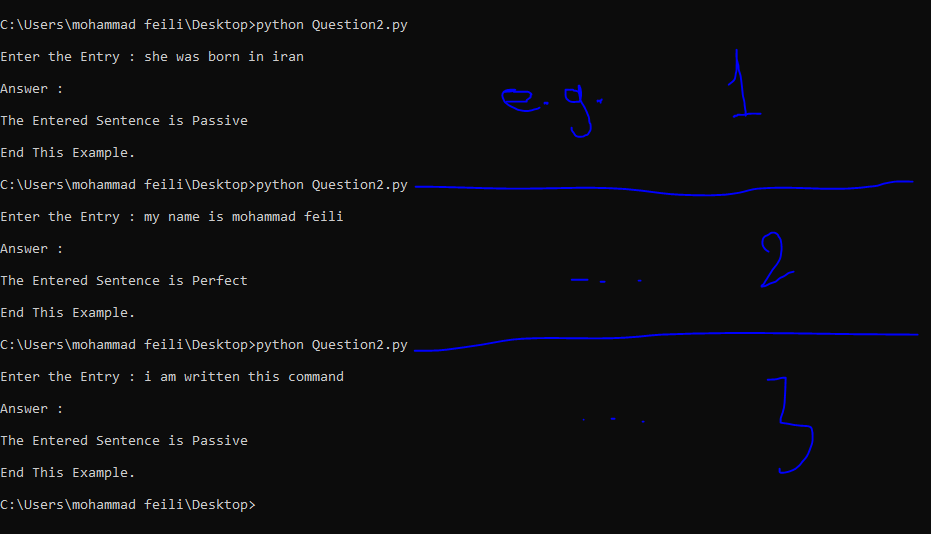 C:\Users\mohammad feili\Desktop>python Question2.py
Enter the Entry : she was born in iran
e.g. 1
Answer :
The Entered Sentence is Passive
End This Example.
C:\Users\mohammad feili\Desktop>python Question2.py
Enter the Entry : my name is mohammad feili
Answer :
2
The Entered Sentence is Perfect
End This Example.
C:\Users\mohammad feili\Desktop>python Question2.py
Enter the Entry : i am written this command
Answer :
3
The Entered Sentence is Passive
End This Example.
C:\Users\mohammad feili\Desktop>